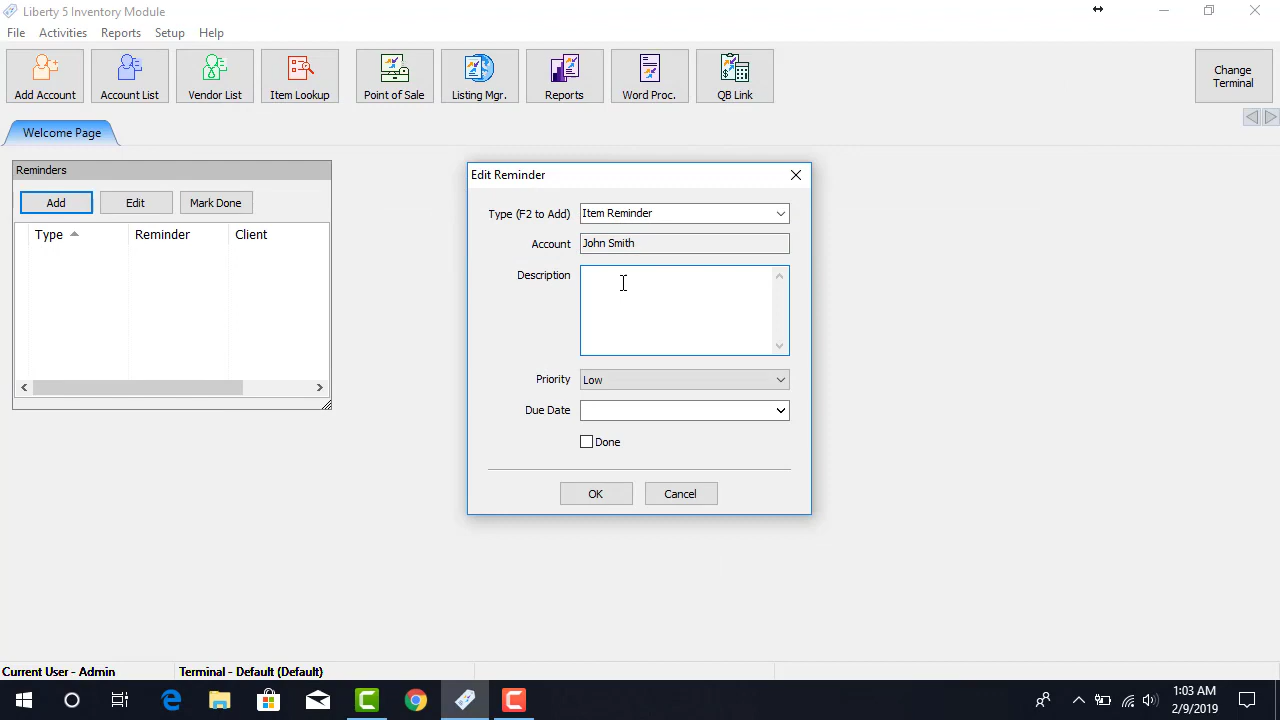 Liberty 5 Inventory Module
File Activities Reports Setup Help
Add Account Account List Vendor List Item Lookup Point of Sale Listing Mgr. Reports Word Proc. QB Link Change Terminal
Welcome Page
Reminders
Add Edit Mark Done
Type Reminder Client
Edit Reminder
Type (F2 to Add) Item Reminder
Account John Smith
Description
Priority Low
Due Date
Done
OK Cancel
Current User - Admin Terminal - Default (Default)
1:03 AM
2/9/2019